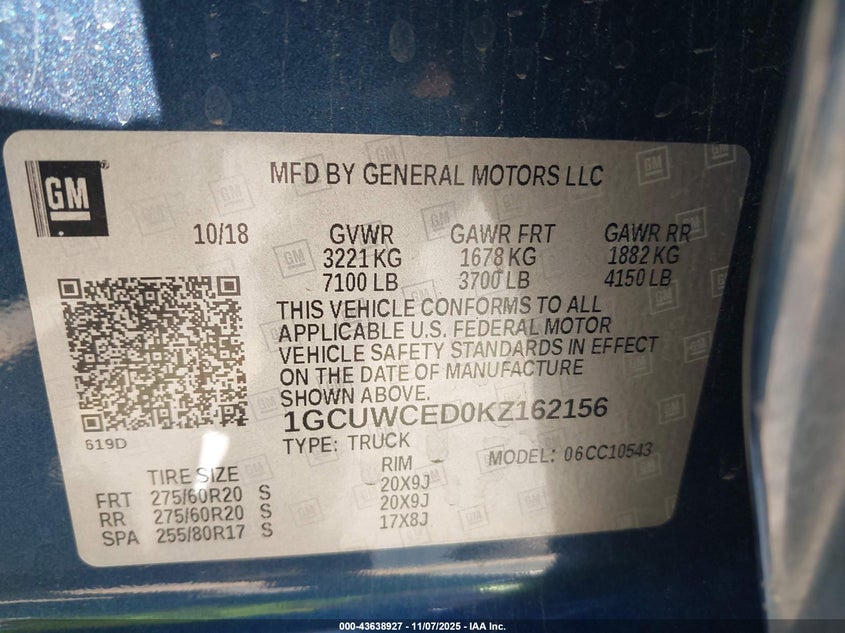 GM
MFD BY GENERAL MOTORS LLC
10/18 GVWR GAWR FRT GAWR RR
3221 KG 1678 KG 1882 KG
7100 LB 3700 LB 4150 LB
THIS VEHICLE CONFORMS TO ALL
APPLICABLE U.S. FEDERAL MOTOR
VEHICLE SAFETY STANDARDS IN EFFECT
ON THE DATE OF MANUFACTURE
SHOWN ABOVE.
1GCUWCED0KZ162156
619D
TYPE: TRUCK MODEL: 06CC10543
TIRE SIZE RIM
FRT 275/60R20 S 20X9J
RR 275/60R20 S 20X9J
SPA 255/80R17 S 17X8J
000-43638927 — 11/07/2025 — IAA Inc.